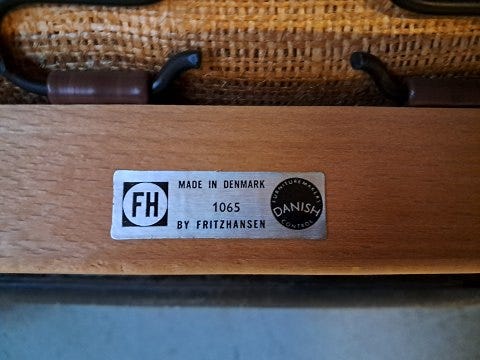 FH
MADE IN DENMARK
1065
BY FRITZHANSEN
FURNITUREMAKERS
DANISH
CONTROL